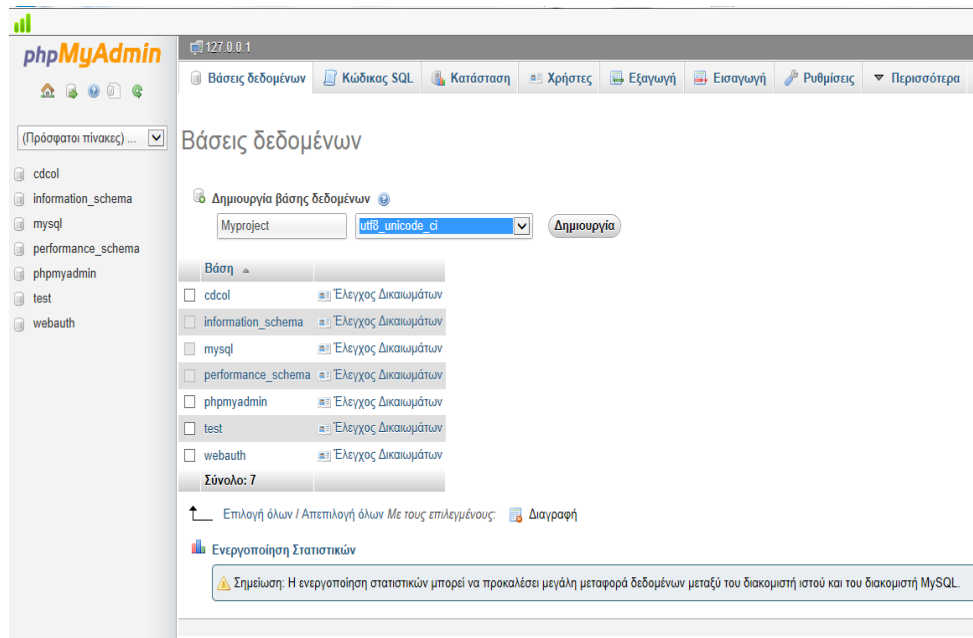 phpMyAdmin
(Πρόσφατοι πίνακες) ...
cdcol
information_schema
mysql
performance_schema
phpmyadmin
test
webauth
127.0.0.1
Βάσεις δεδομένων Κώδικας SQL Κατάσταση Χρήστες Εξαγωγή Εισαγωγή Ρυθμίσεις Περισσότερα
Βάσεις δεδομένων
Δημιουργία βάσης δεδομένων
Myproject utf8_unicode_ci Δημιουργία
Βάση
cdcol Έλεγχος Δικαιωμάτων
information_schema Έλεγχος Δικαιωμάτων
mysql Έλεγχος Δικαιωμάτων
performance_schema Έλεγχος Δικαιωμάτων
phpmyadmin Έλεγχος Δικαιωμάτων
test Έλεγχος Δικαιωμάτων
webauth Έλεγχος Δικαιωμάτων
Σύνολο: 7
Επιλογή όλων / Απεπιλογή όλων Με τους επιλεγμένους: Διαγραφή
Ενεργοποίηση Στατιστικών
Σημείωση: Η ενεργοποίηση στατιστικών μπορεί να προκαλέσει μεγάλη μεταφορά δεδομένων μεταξύ του διακομιστή ιστού και του διακομιστή MySQL.